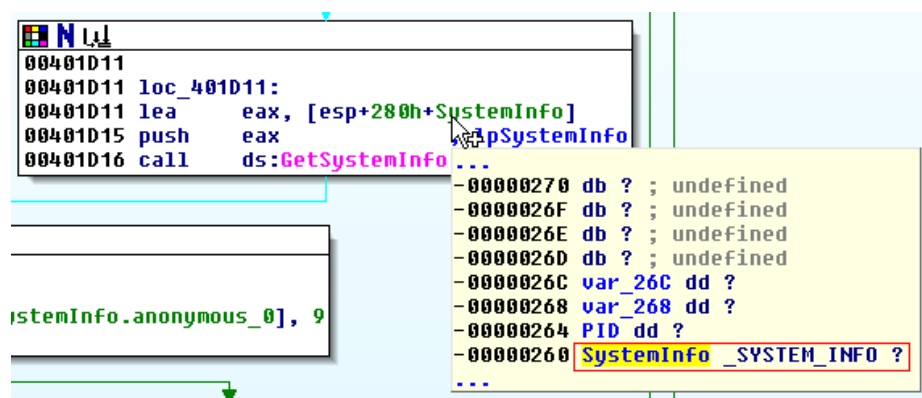 N
00401D11
00401D11 loc_401D11:
00401D11 lea eax, [esp+280h+SystemInfo]
00401D15 push eax ; lpSystemInfo
00401D16 call ds:GetSystemInfo
...
-00000270 db ? ; undefined
-0000026F db ? ; undefined
-0000026E db ? ; undefined
-0000026D db ? ; undefined
-0000026C var_26C dd ?
-00000268 var_268 dd ?
-00000264 PID dd ?
-00000260 SystemInfo _SYSTEM_INFO ?
...
stemInfo.anonymous_0], 9